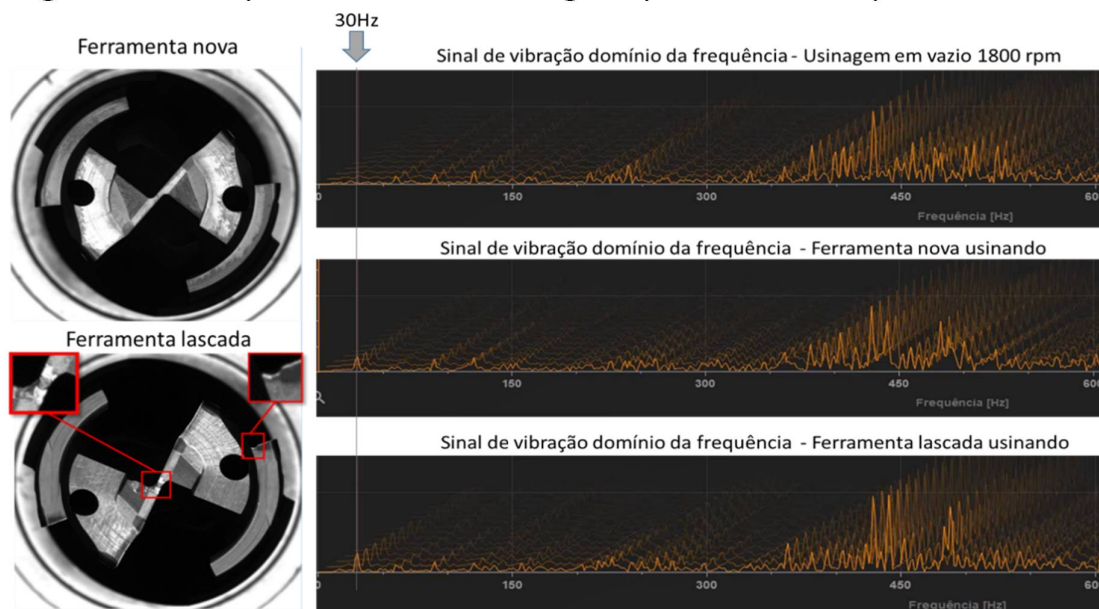 30Hz
Ferramenta nova
Sinal de vibração domínio da frequência - Usinagem em vazio 1800 rpm
150
300
450
600
Frequência [Hz]
Sinal de vibração domínio da frequência - Ferramenta nova usinando
150
300
450
600
Frequência [Hz]
Ferramenta lascada
Sinal de vibração domínio da frequência - Ferramenta lascada usinando
150
300
450
600
Frequência [Hz]